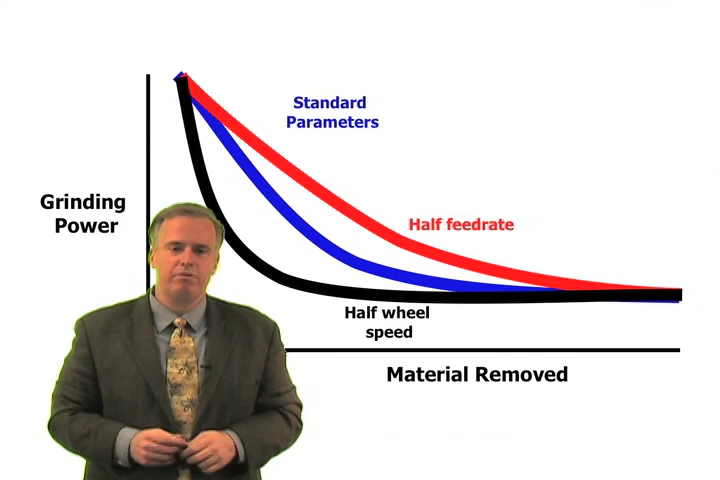 Standard
Parameters
Grinding
Power
Half feedrate
Half wheel
speed
Material Removed